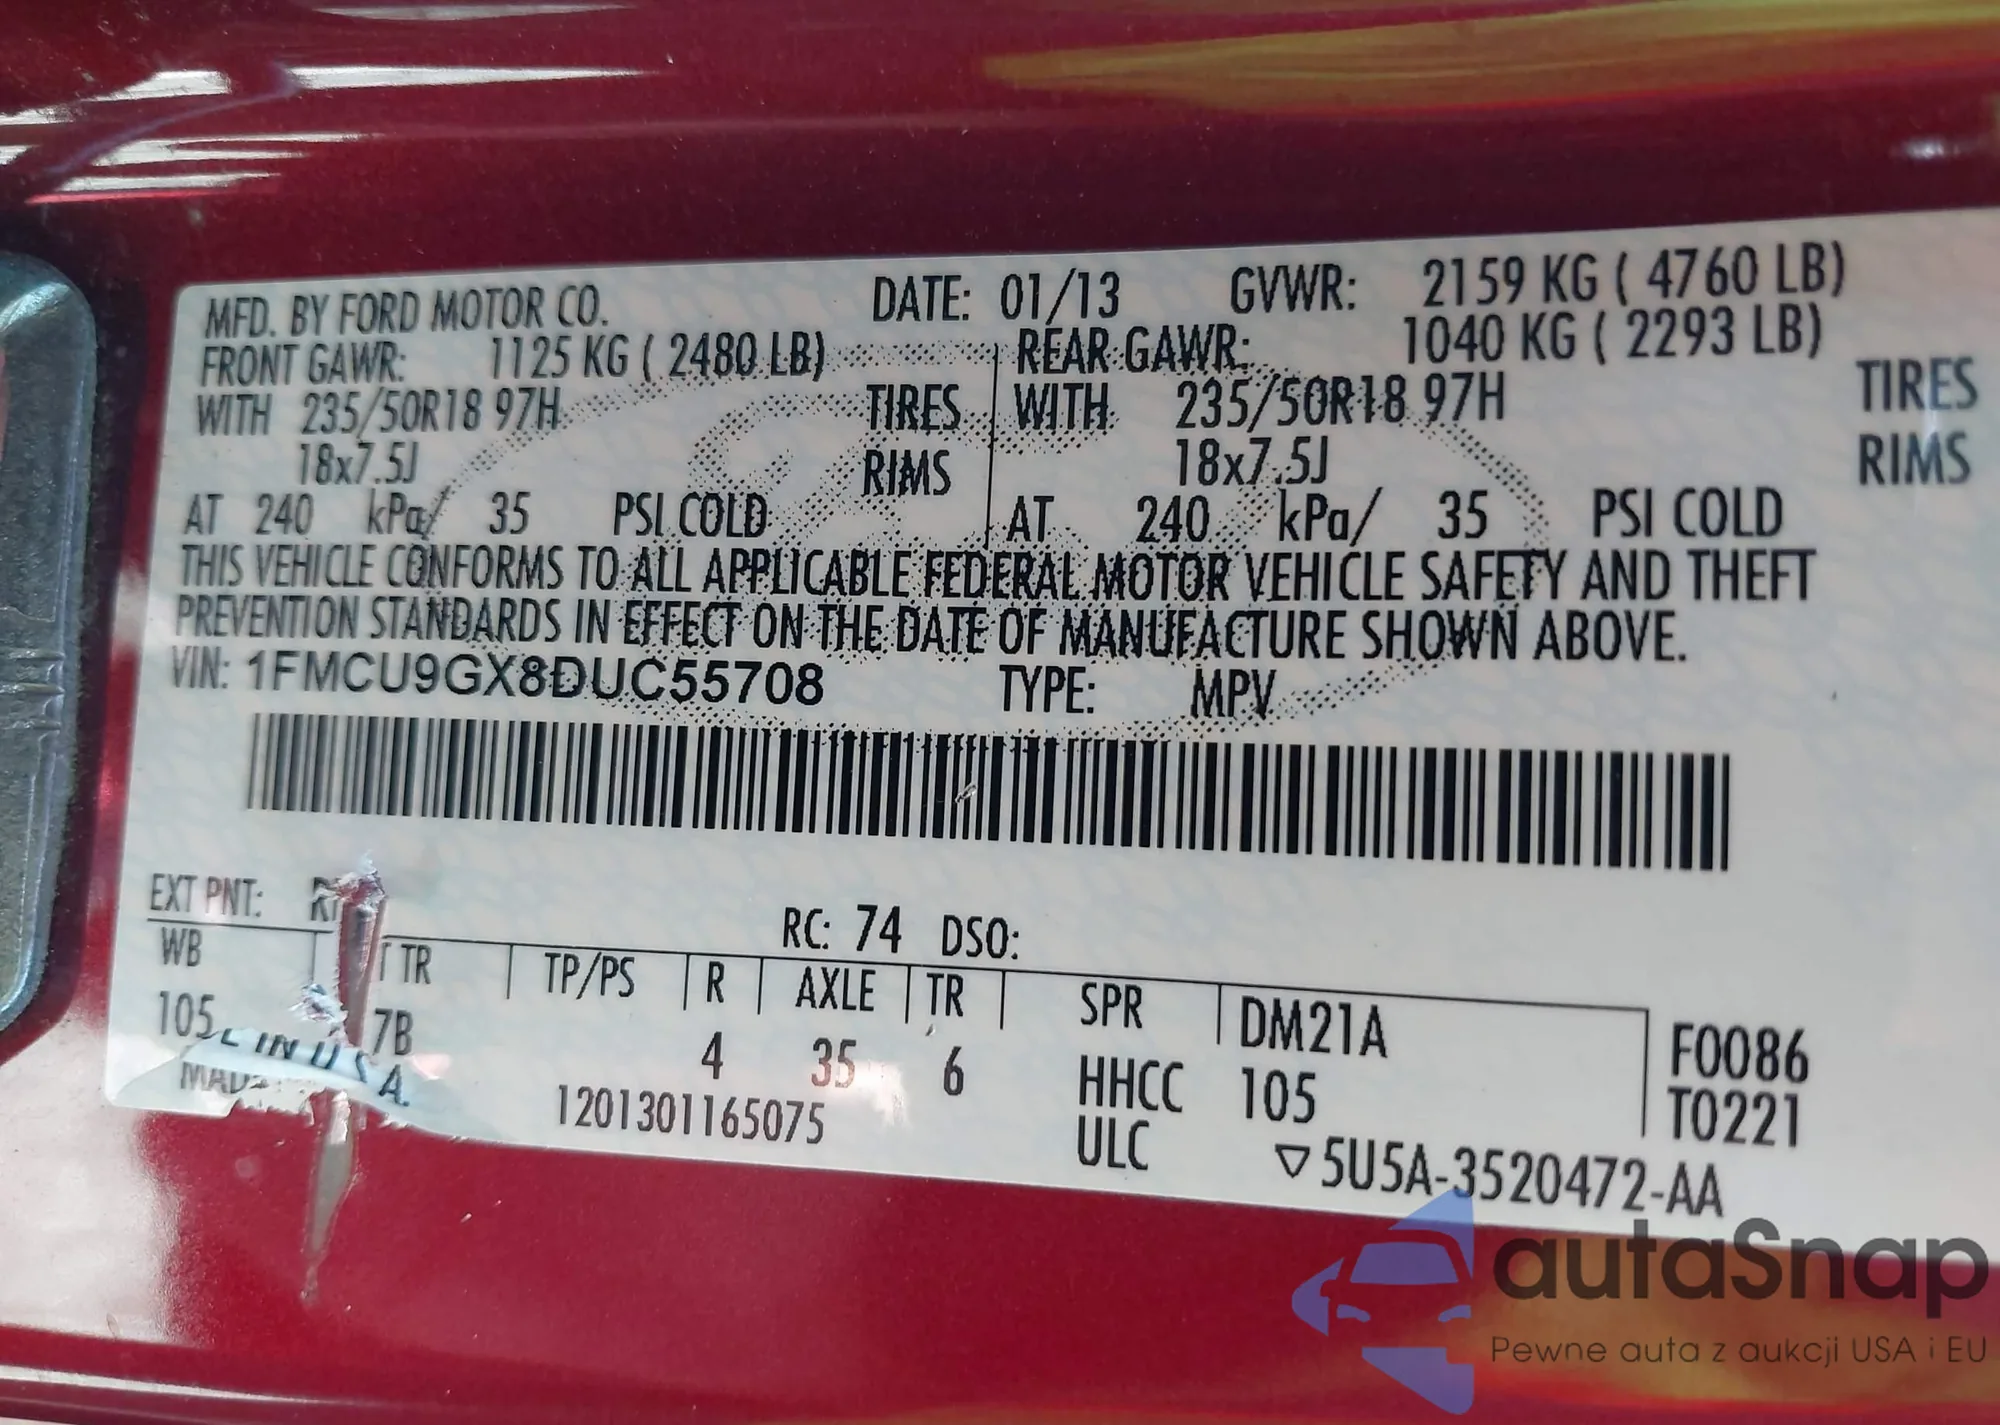 MFD. BY FORD MOTOR CO. DATE: 01/13 GVWR: 2159 KG ( 4760 LB)
FRONT GAWR: 1125 KG ( 2480 LB) REAR GAWR: 1040 KG ( 2293 LB)
WITH 235/50R18 97H TIRES WITH 235/50R18 97H TIRES
18x7.5J RIMS 18x7.5J RIMS
AT 240 kPa/ 35 PSI COLD AT 240 kPa/ 35 PSI COLD
THIS VEHICLE CONFORMS TO ALL APPLICABLE FEDERAL MOTOR VEHICLE SAFETY AND THEFT
PREVENTION STANDARDS IN EFFECT ON THE DATE OF MANUFACTURE SHOWN ABOVE.
VIN: 1FMCU9GX8DUC55708 TYPE: MPV
EXT PNT: RC: 74 DSO:
WB TR TP/PS R AXLE TR SPR DM21A F0086
105 7B 4 35 6 HHCC 105 T0221
1201301165075 ULC ▽5U5A-3520472-AA
autaSnap
Pewne auta z aukcji USA i EU